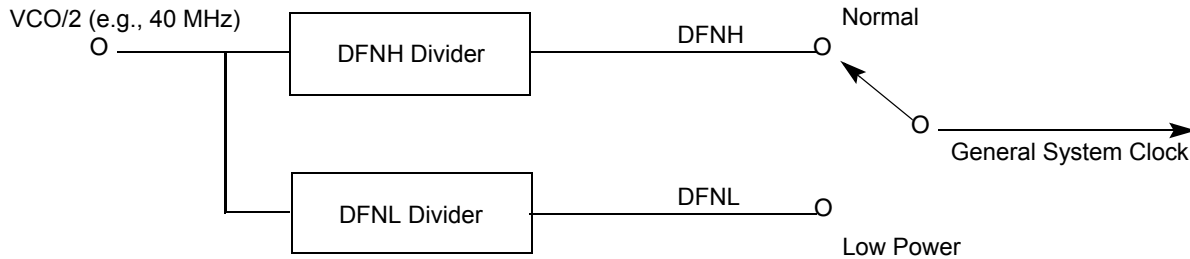 VCO/2 (e.g., 40 MHz)
Normal
DFNH Divider
DFNH
General System Clock
DFNL Divider
DFNL
Low Power